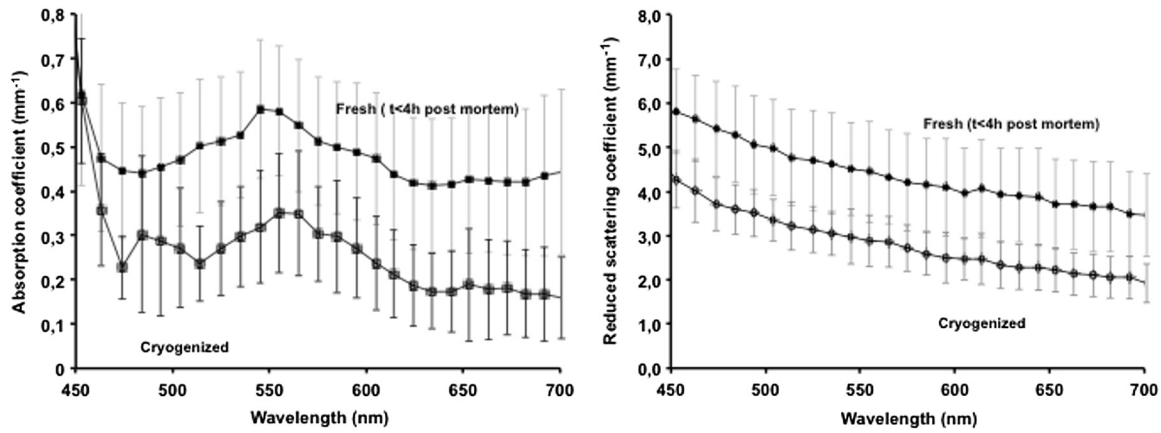 0,8
0,7
0,6
0,5
0,4
0,3
0,2
0,1
0
Absorption coefficient (mm⁻¹)
Fresh ( t<4h post mortem)
Cryogenized
450 500 550 600 650 700
Wavelength (nm)
8,0
7,0
6,0
5,0
4,0
3,0
2,0
1,0
0,0
Reduced scattering coefficient (mm⁻¹)
Fresh (t<4h post mortem)
Cryogenized
450 500 550 600 650 700
Wavelength (nm)